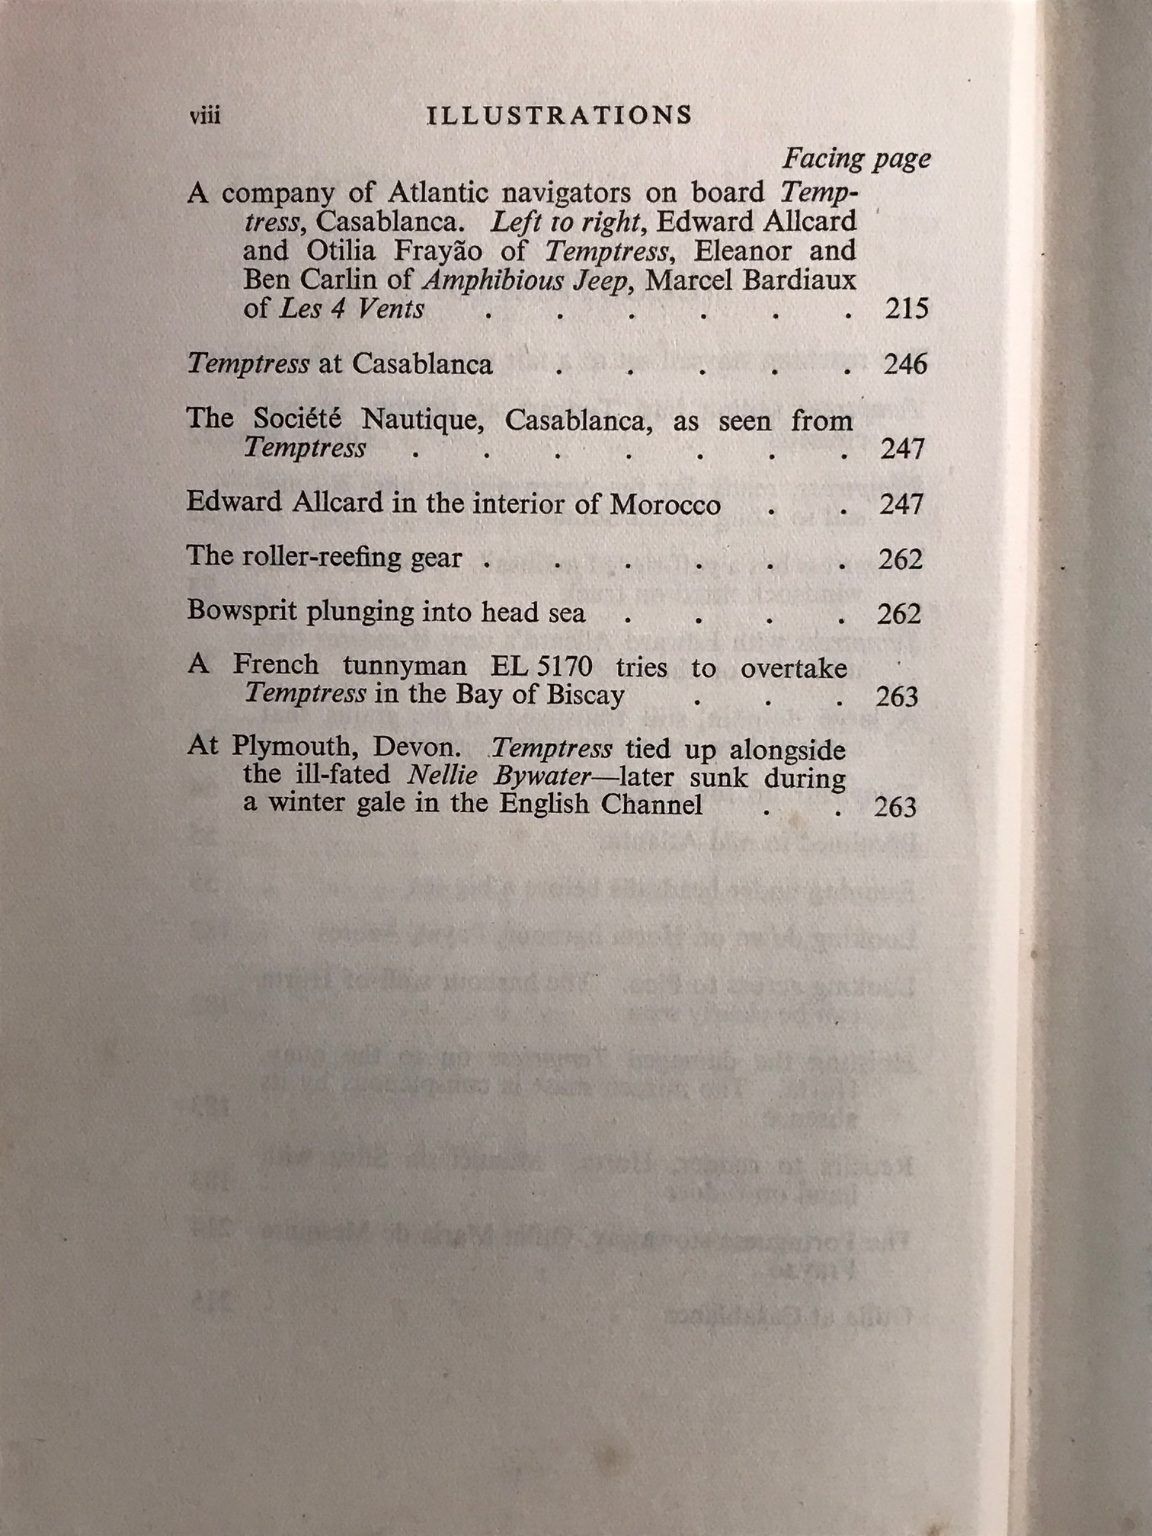 viii ILLUSTRATIONS
Facing page
A company of Atlantic navigators on board Temp-
tress, Casablanca. Left to right, Edward Allcard
and Otilia Frayão of Temptress, Eleanor and
Ben Carlin of Amphibious Jeep, Marcel Bardiaux
of Les 4 Vents . . . . . . 215
Temptress at Casablanca . . . . . 246
The Société Nautique, Casablanca, as seen from
Temptress . . . . . . . 247
Edward Allcard in the interior of Morocco . . 247
The roller-reefing gear . . . . . . 262
Bowsprit plunging into head sea . . . . 262
A French tunnyman EL 5170 tries to overtake
Temptress in the Bay of Biscay . . . 263
At Plymouth, Devon. Temptress tied up alongside
the ill-fated Nellie Bywater—later sunk during
a winter gale in the English Channel . . 263